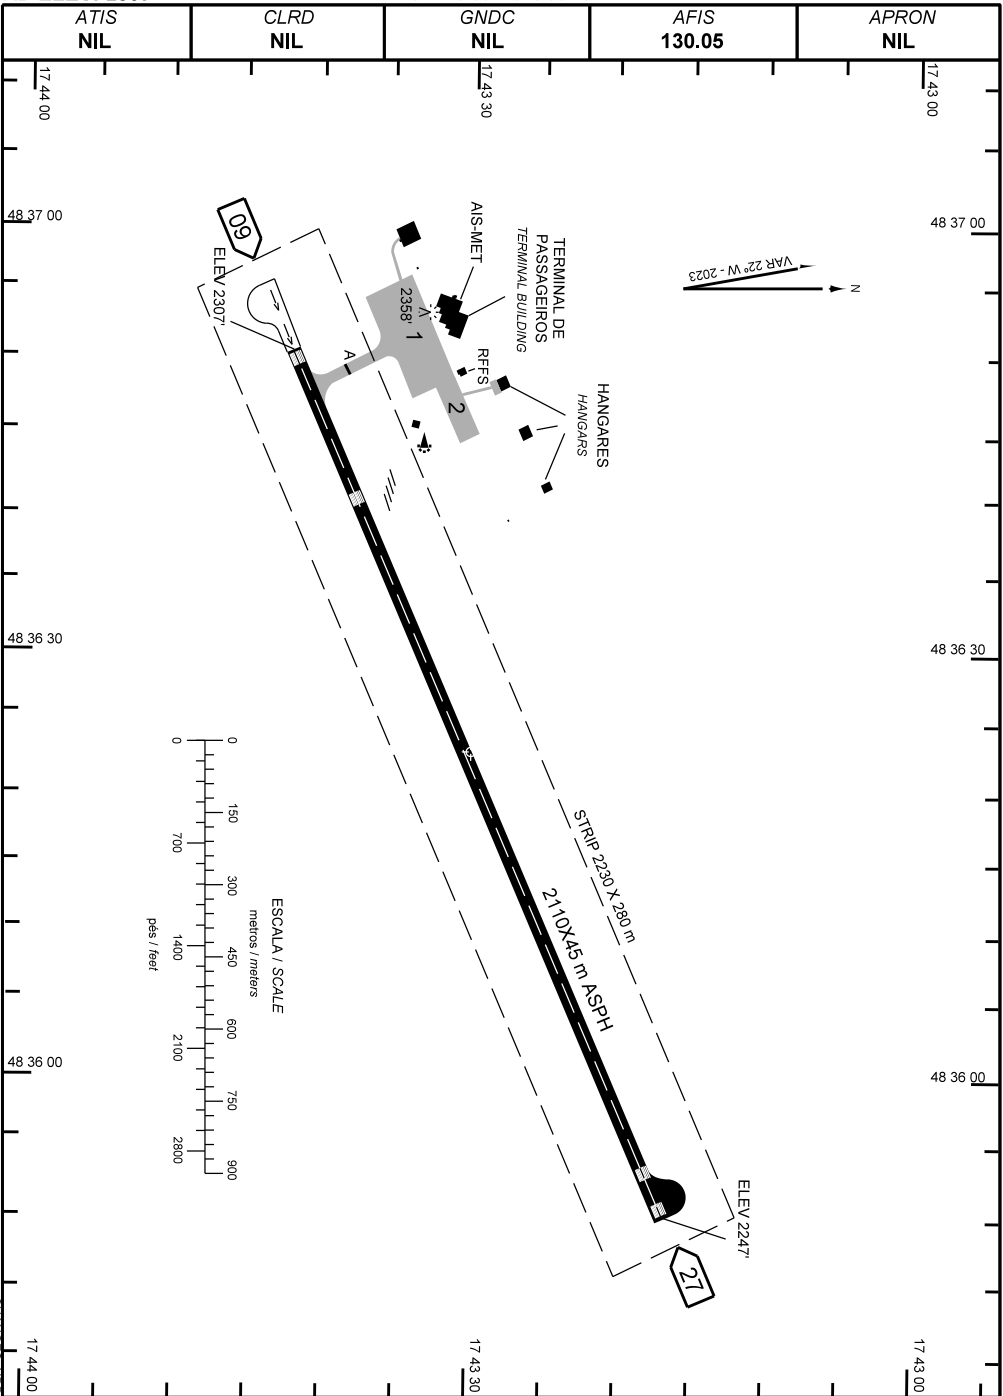 ATIS
NIL
CLRD
NIL
GNDC
NIL
AFIS
130.05
APRON
NIL
17 44 00
17 43 30
17 43 00
48 37 00
48 37 00
VAR 22º W - 2023
N
TERMINAL DE
PASSAGEIROS
TERMINAL BUILDING
AIS-MET
RFFS
HANGARES
HANGARS
2358'
1
2
A
09
ELEV 2307'
48 36 30
48 36 30
STRIP 2230 X 280 m
2110X45 m ASPH
ESCALA / SCALE
metros / meters
0 150 300 450 600 750 900
0 700 1400 2100 2800
pés / feet
48 36 00
48 36 00
ELEV 2247'
27
17 44 00
17 43 30
17 43 00